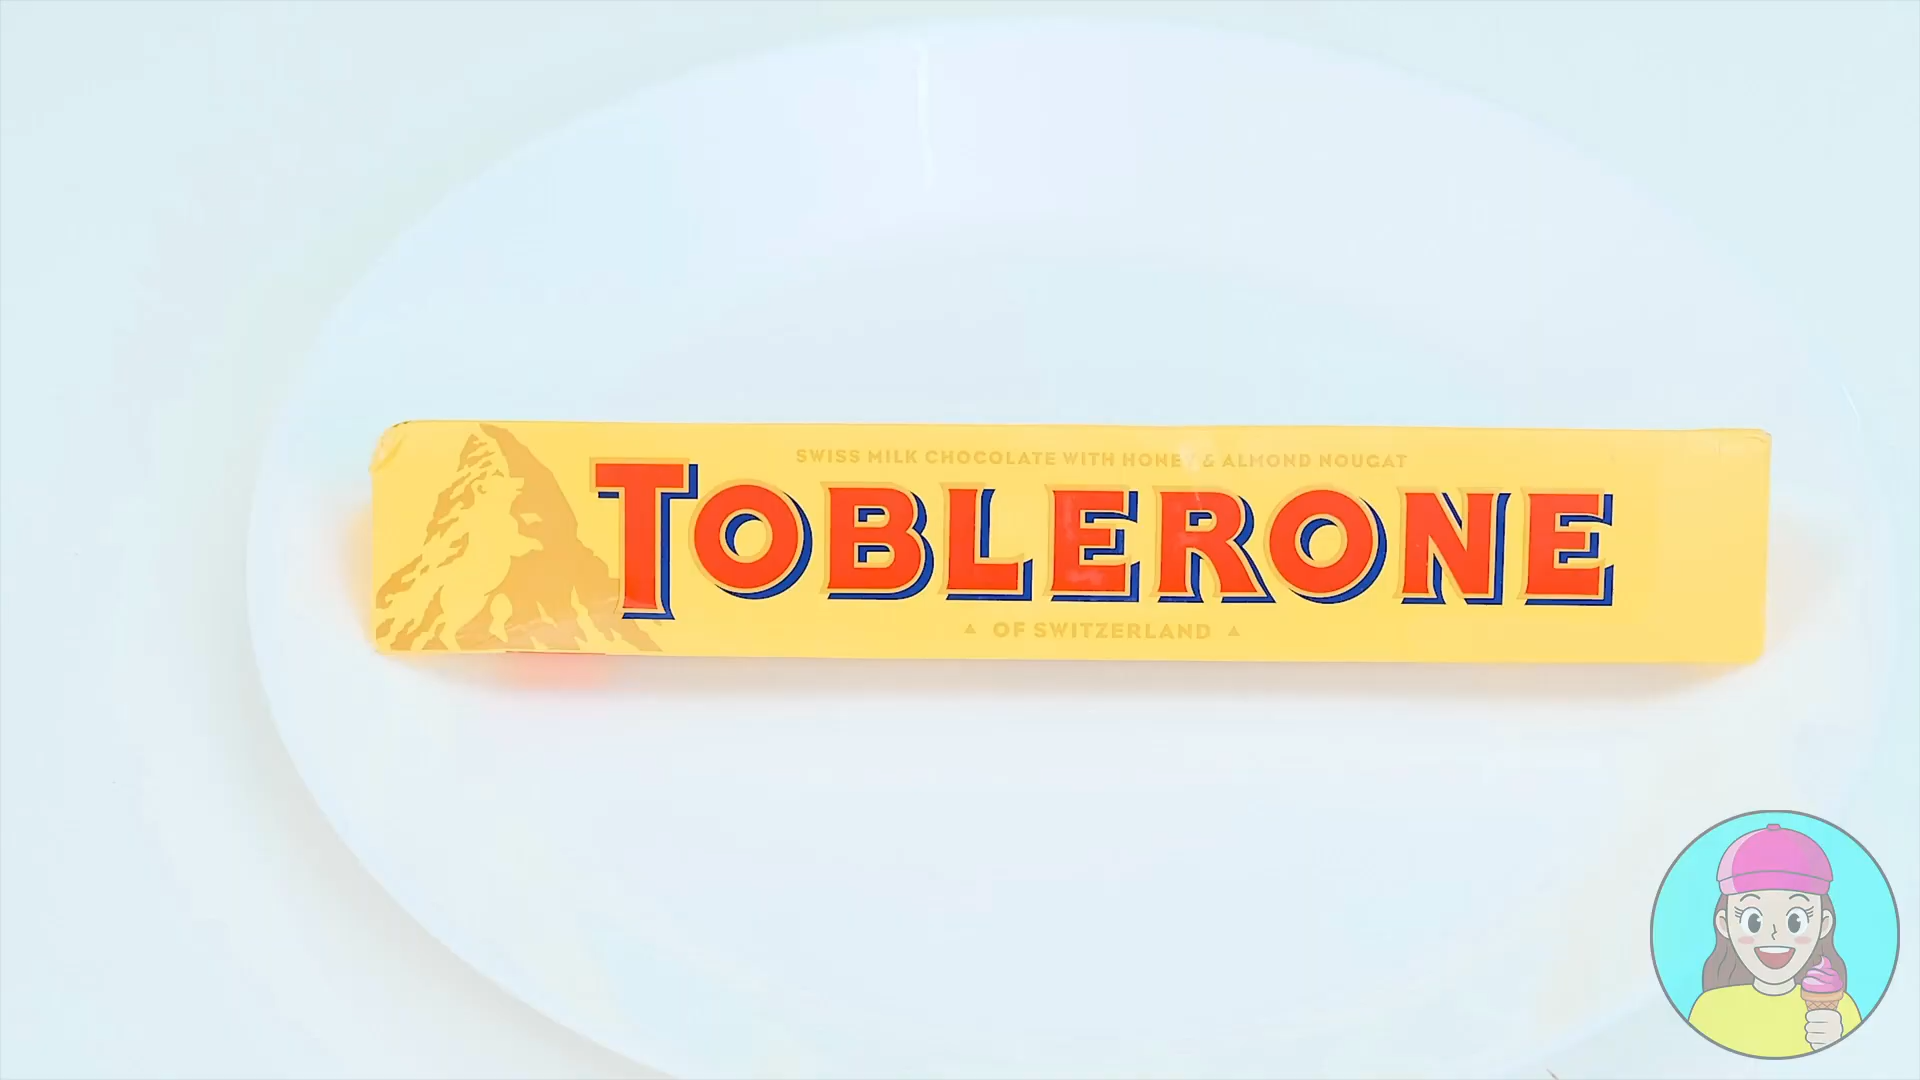 SWISS MILK CHOCOLATE WITH HONEY & ALMOND NOUGAT
TOBLERONE
OF SWITZERLAND